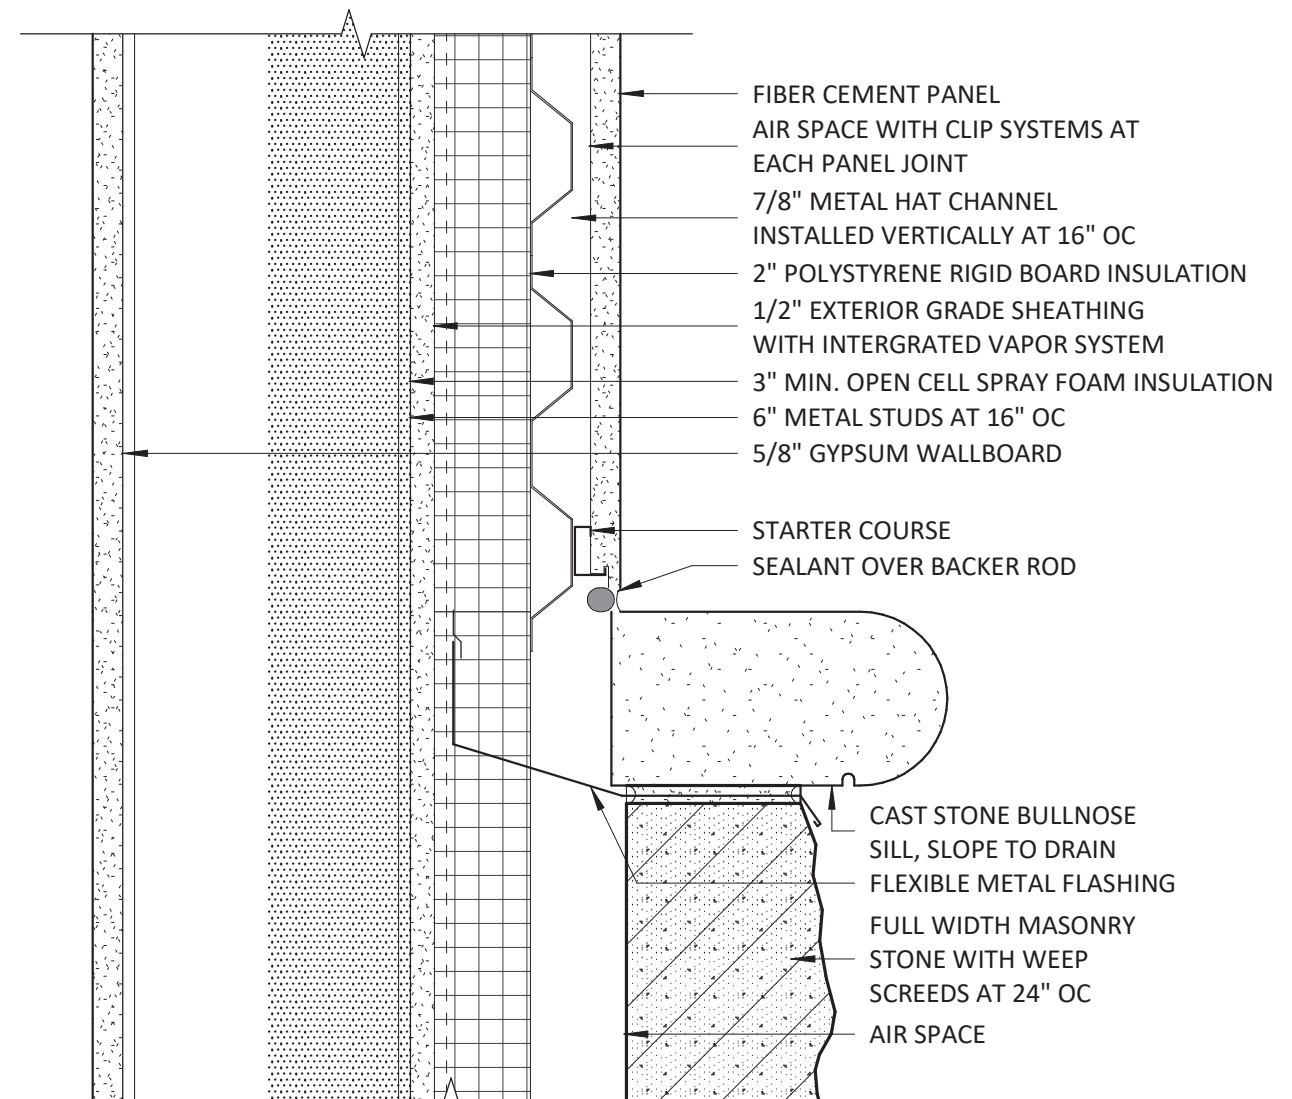 FIBER CEMENT PANEL
AIR SPACE WITH CLIP SYSTEMS AT
EACH PANEL JOINT
7/8" METAL HAT CHANNEL
INSTALLED VERTICALLY AT 16" OC
2" POLYSTYRENE RIGID BOARD INSULATION
1/2" EXTERIOR GRADE SHEATHING
WITH INTERGRATED VAPOR SYSTEM
3" MIN. OPEN CELL SPRAY FOAM INSULATION
6" METAL STUDS AT 16" OC
5/8" GYPSUM WALLBOARD
STARTER COURSE
SEALANT OVER BACKER ROD
CAST STONE BULLNOSE
SILL, SLOPE TO DRAIN
FLEXIBLE METAL FLASHING
FULL WIDTH MASONRY
STONE WITH WEEP
SCREEDS AT 24" OC
AIR SPACE